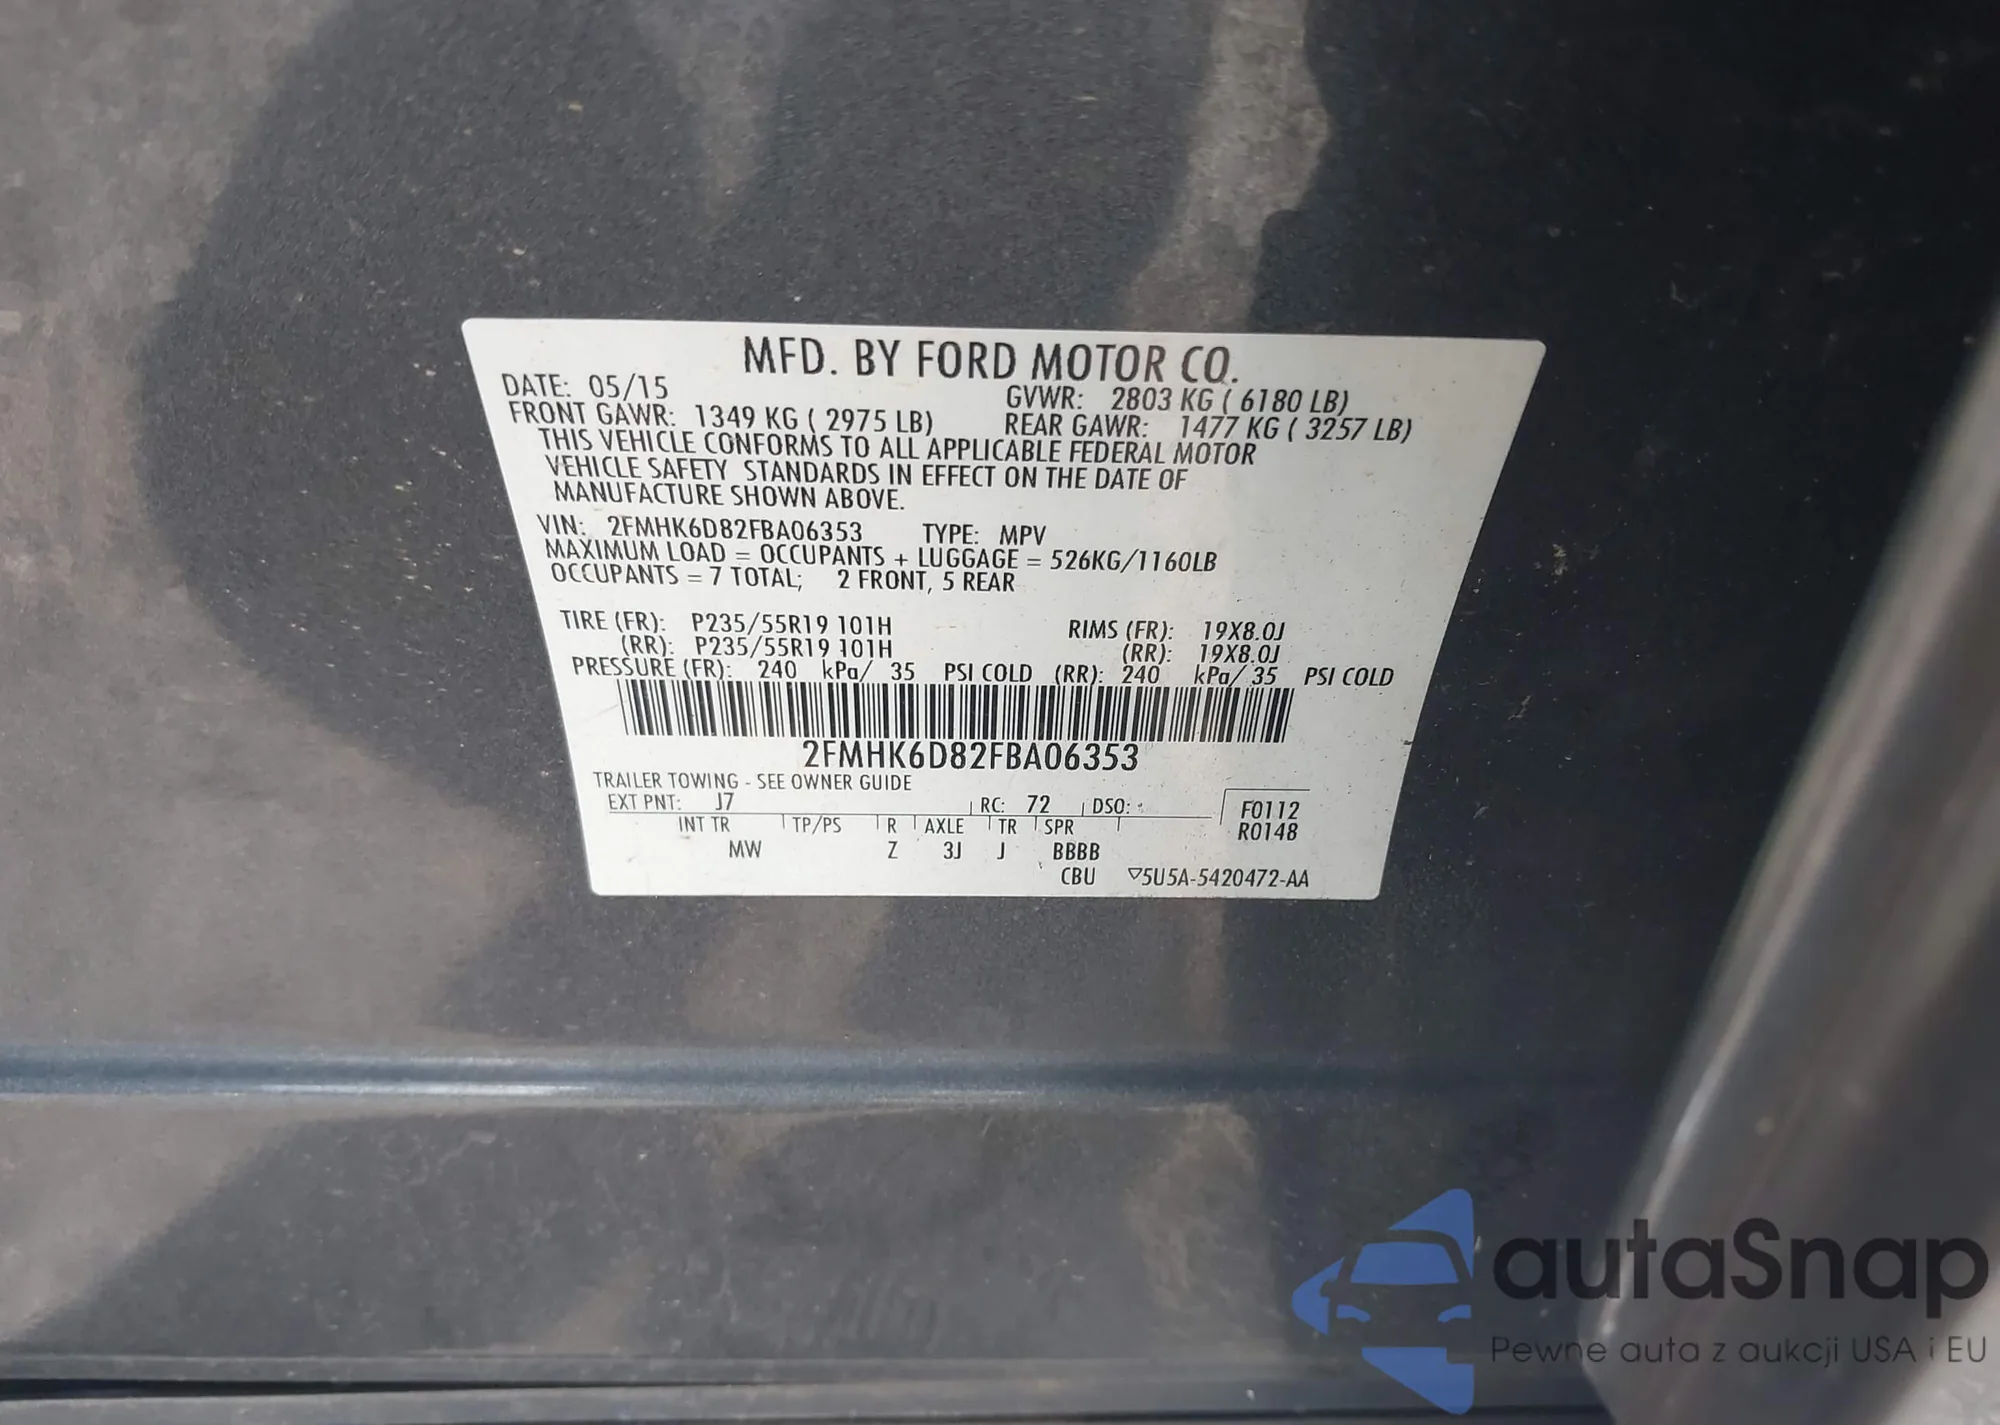 MFD. BY FORD MOTOR CO.
DATE: 05/15 GVWR: 2803 KG ( 6180 LB)
FRONT GAWR: 1349 KG ( 2975 LB) REAR GAWR: 1477 KG ( 3257 LB)
THIS VEHICLE CONFORMS TO ALL APPLICABLE FEDERAL MOTOR
VEHICLE SAFETY STANDARDS IN EFFECT ON THE DATE OF
MANUFACTURE SHOWN ABOVE.
VIN: 2FMHK6D82FBA06353 TYPE: MPV
MAXIMUM LOAD = OCCUPANTS + LUGGAGE = 526KG/1160LB
OCCUPANTS = 7 TOTAL; 2 FRONT, 5 REAR
TIRE (FR): P235/55R19 101H RIMS (FR): 19X8.0J
(RR): P235/55R19 101H (RR): 19X8.0J
PRESSURE (FR): 240 kPa/ 35 PSI COLD (RR): 240 kPa/ 35 PSI COLD
2FMHK6D82FBA06353
TRAILER TOWING - SEE OWNER GUIDE
EXT PNT: J7 RC: 72 DSO: F0112
INT TR TP/PS R AXLE TR SPR R0148
MW Z 3J J BBBB
CBU ▽5U5A-5420472-AA
autaSnap
Pewne auta z aukcji USA i EU